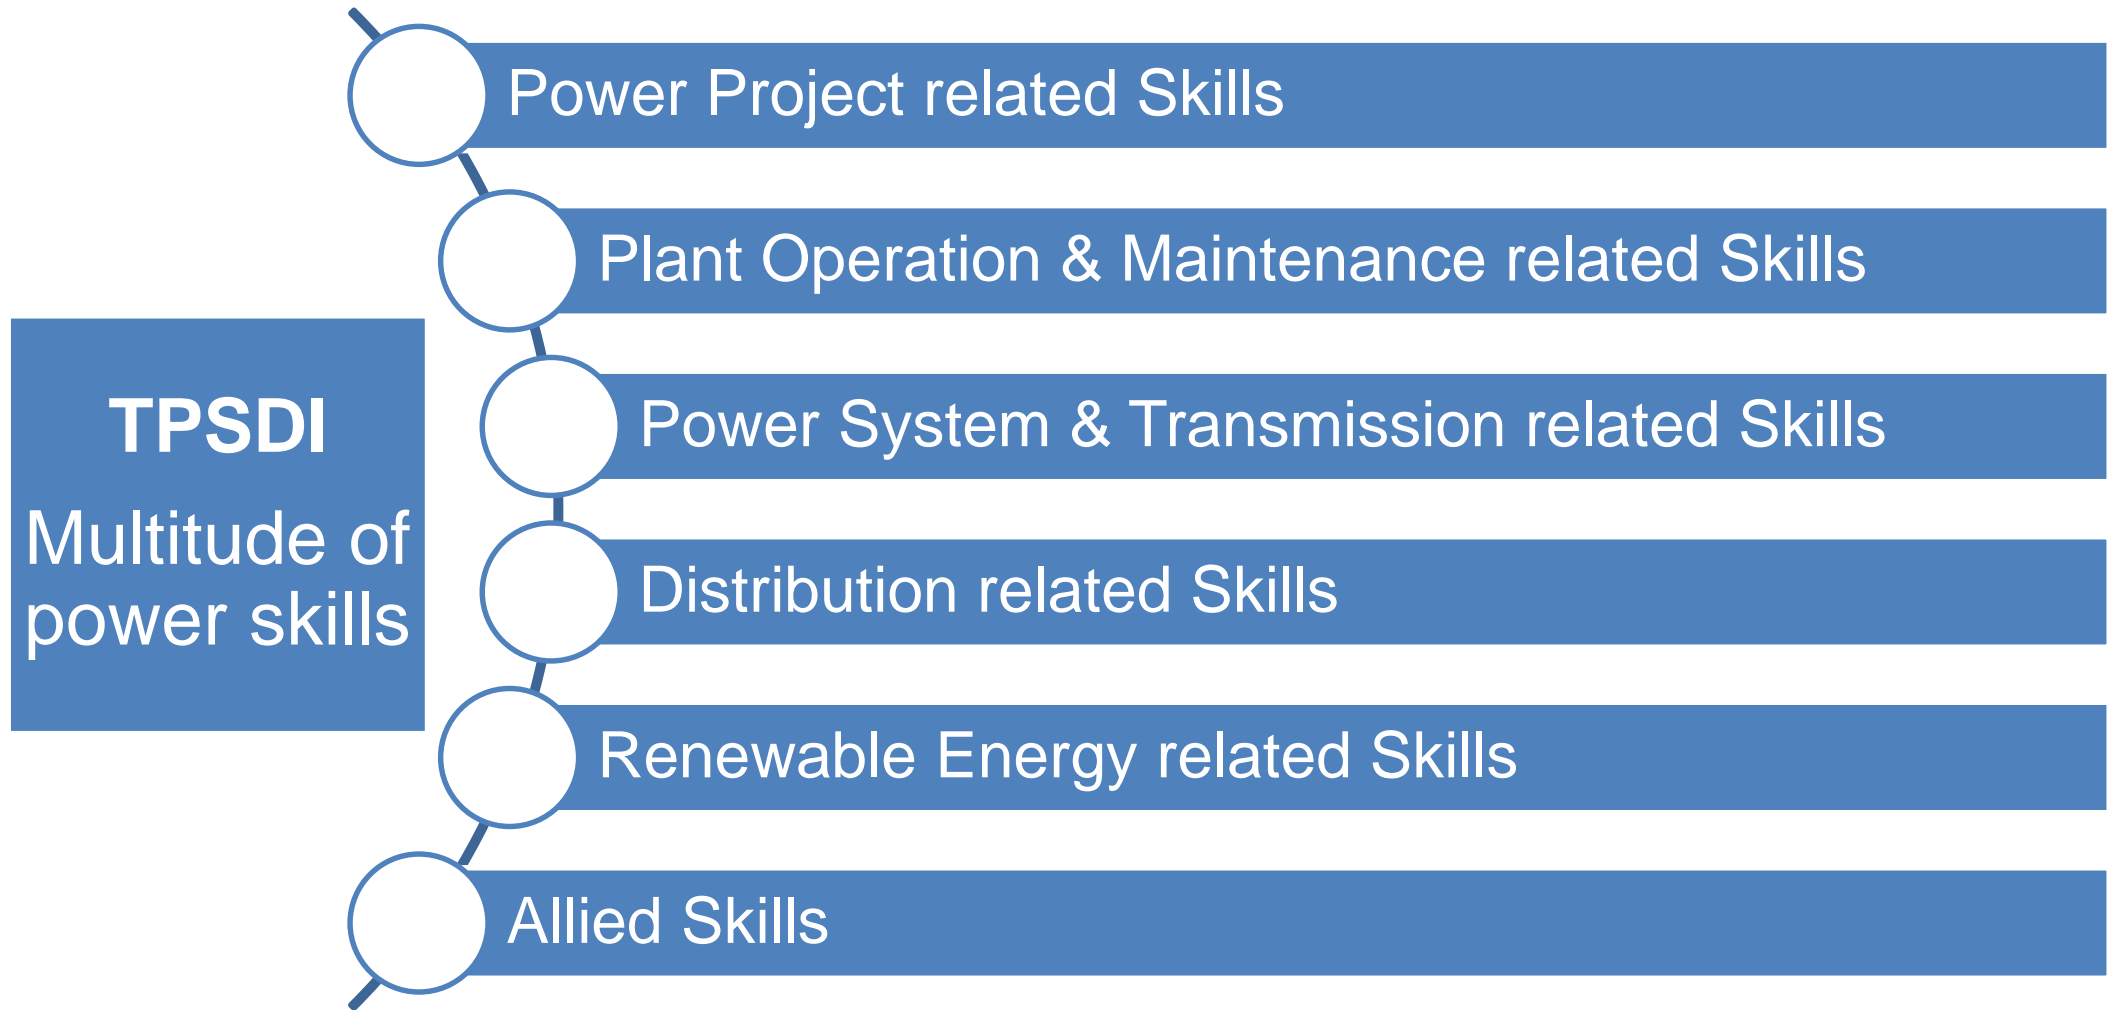 Power Project related Skills
Plant Operation & Maintenance related Skills
TPSDI
Multitude of
power skills
Power System & Transmission related Skills
Distribution related Skills
Renewable Energy related Skills
Allied Skills